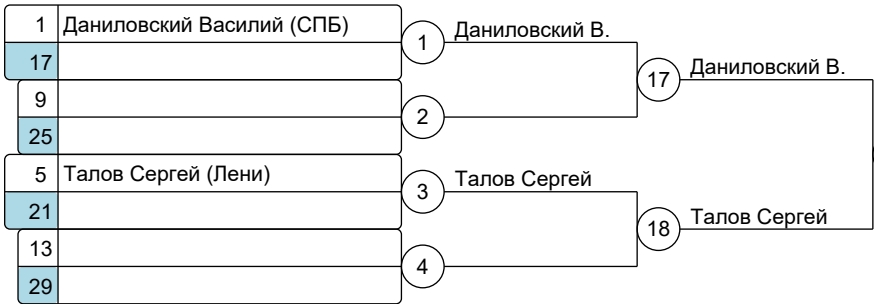 1 Даниловский Василий (СПБ)
17
1 Даниловский В.
9
25
2
17 Даниловский В.
5 Талов Сергей (Лени)
21
3 Талов Сергей
13
29
4
18 Талов Сергей